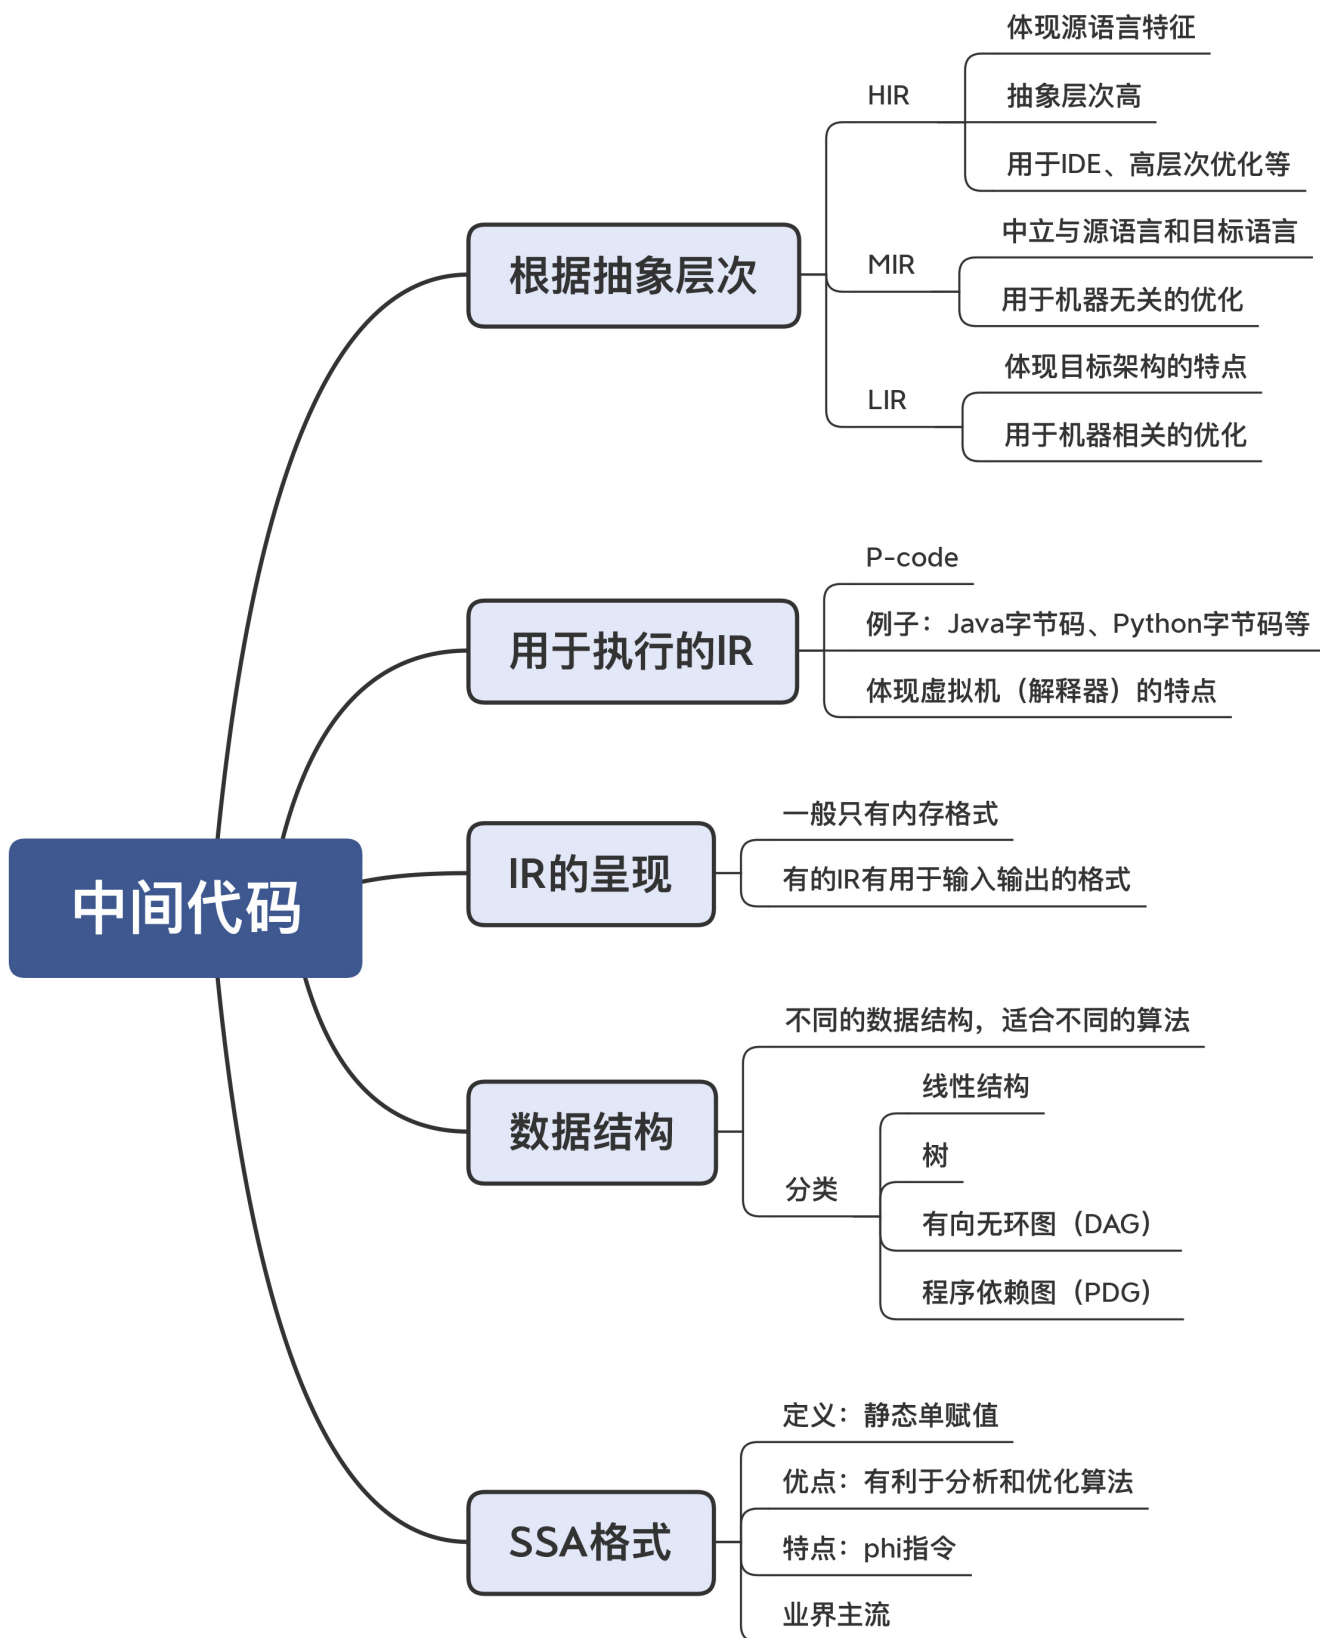 中间代码
根据抽象层次
HIR
体现源语言特征
抽象层次高
用于IDE、高层次优化等
MIR
中立与源语言和目标语言
用于机器无关的优化
LIR
体现目标架构的特点
用于机器相关的优化
用于执行的IR
P-code
例子：Java字节码、Python字节码等
体现虚拟机（解释器）的特点
IR的呈现
一般只有内存格式
有的IR有用于输入输出的格式
数据结构
不同的数据结构，适合不同的算法
分类
线性结构
树
有向无环图（DAG）
程序依赖图（PDG）
SSA格式
定义：静态单赋值
优点：有利于分析和优化算法
特点：phi指令
业界主流